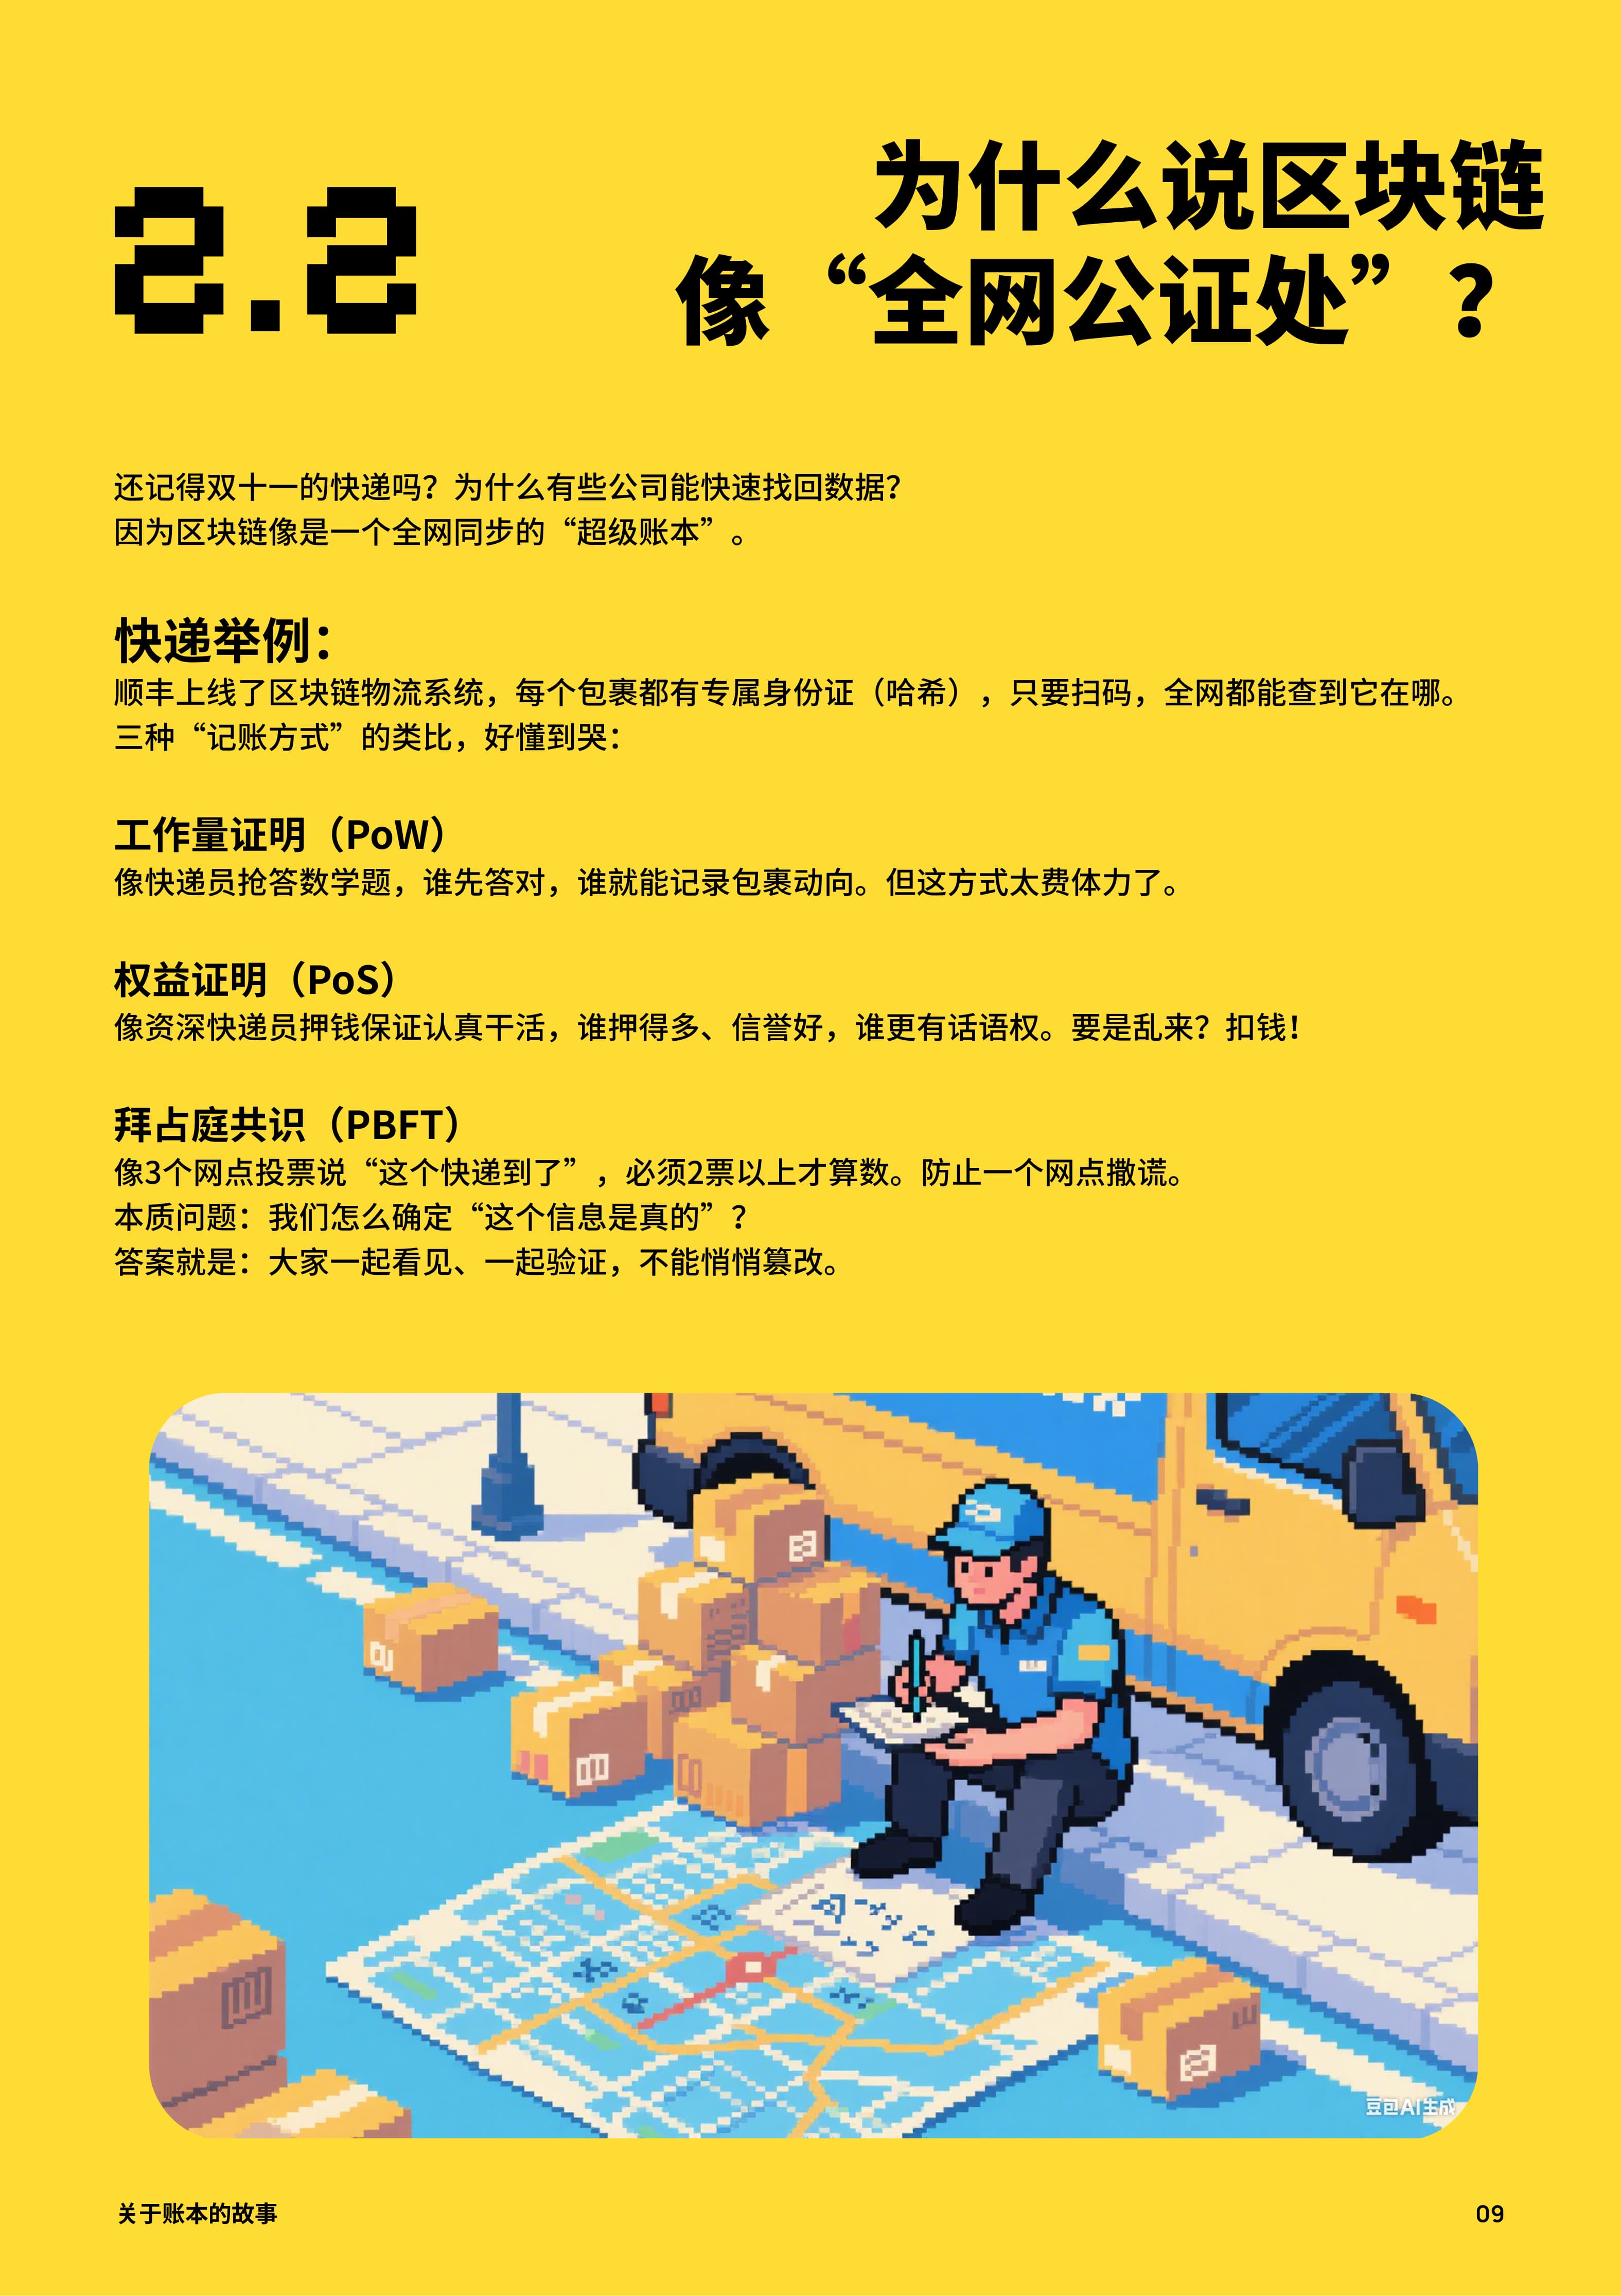 2.2
为什么说区块链
像“全网公证处”?
还记得双十一的快递吗?为什么有些公司能快速找回数据?
因为区块链像是一个全网同步的“超级账本”。
快递举例:
顺丰上线了区块链物流系统,每个包裹都有专属身份证(哈希),只要扫码,全网都能查到它在哪。
三种“记账方式”的类比,好懂到哭:
工作量证明(PoW)
像快递员抢答数学题,谁先答对,谁就能记录包裹动向。但这方式太费体力了。
权益证明(PoS)
像资深快递员押钱保证认真干活,谁押得多、信誉好,谁更有话语权。要是乱来?扣钱!
拜占庭共识(PBFT)
像3个网点投票说“这个快递到了”,必须2票以上才算数。防止一个网点撒谎。
本质问题:我们怎么确定“这个信息是真的”?
答案就是:大家一起看见、一起验证,不能悄悄篡改。
豆包AI生成
关于账本的故事
09